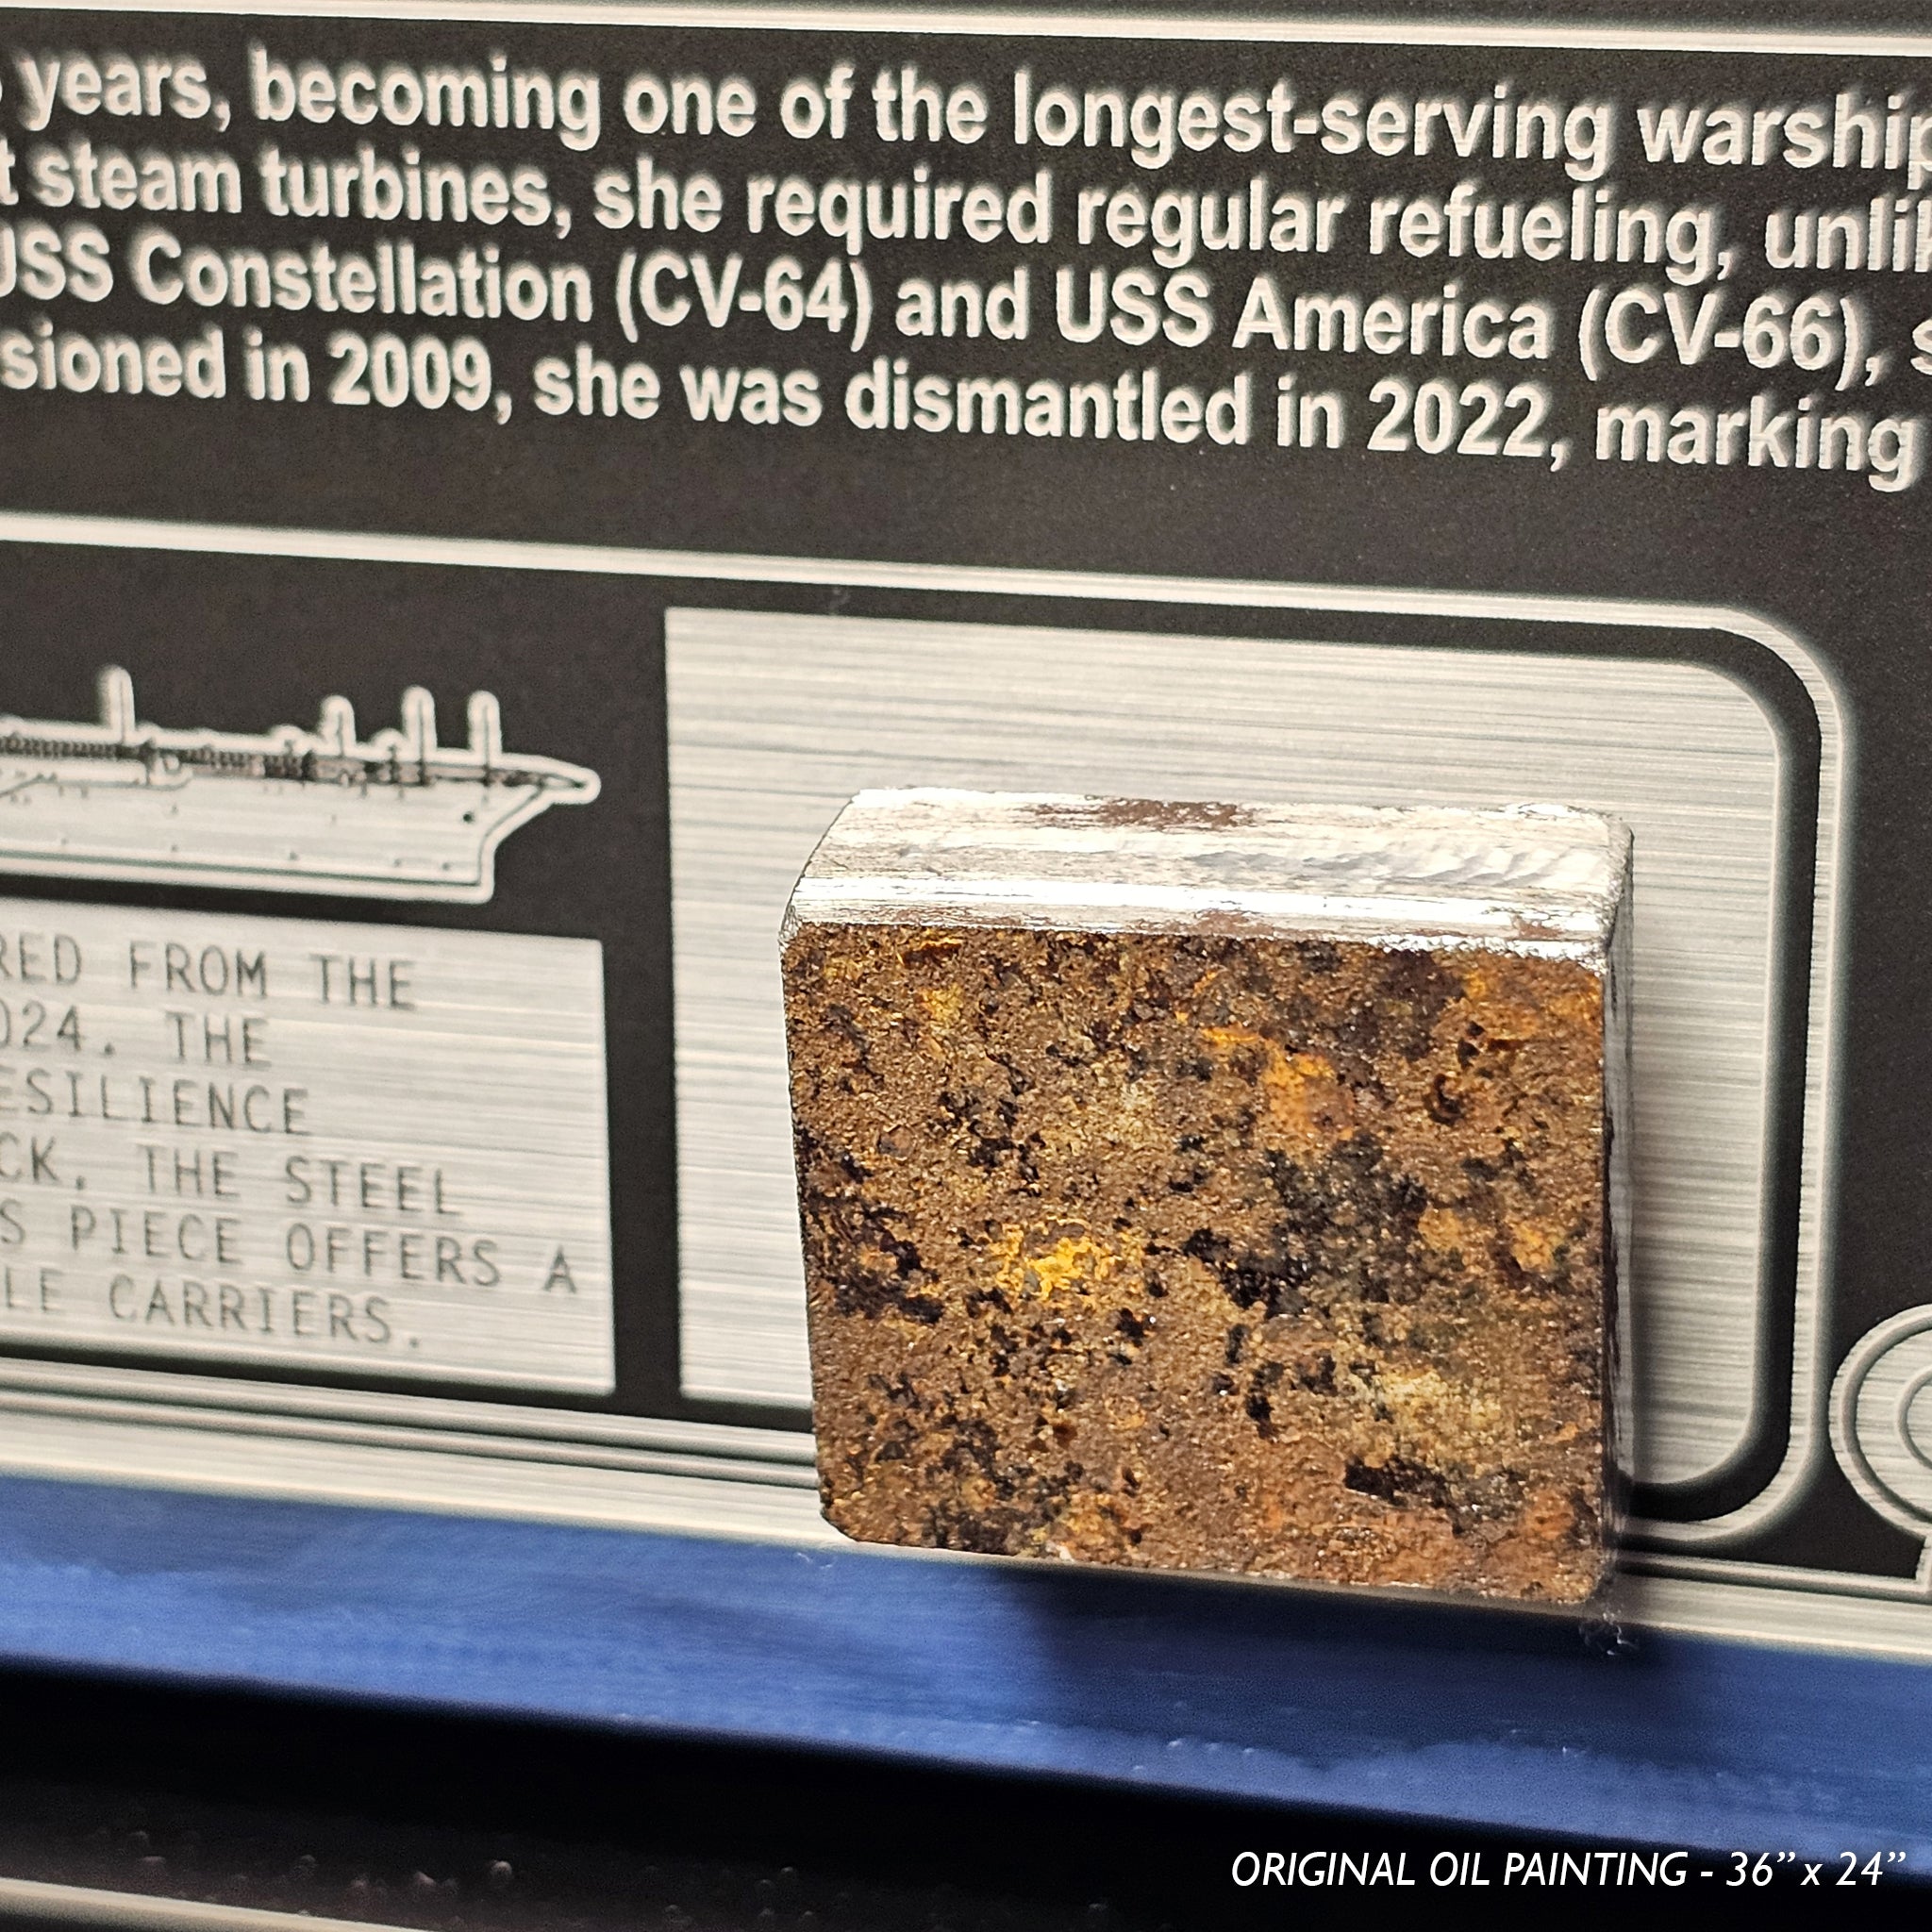 years, becoming one of the longest-serving warship
t steam turbines, she required regular refueling, unlik
USS Constellation (CV-64) and USS America (CV-66), s
sioned in 2009, she was dismantled in 2022, marking
RED FROM THE
024. THE
ESILIENCE
CK. THE STEEL
S PIECE OFFERS A
LE CARRIERS.
ORIGINAL OIL PAINTING - 36” x 24”